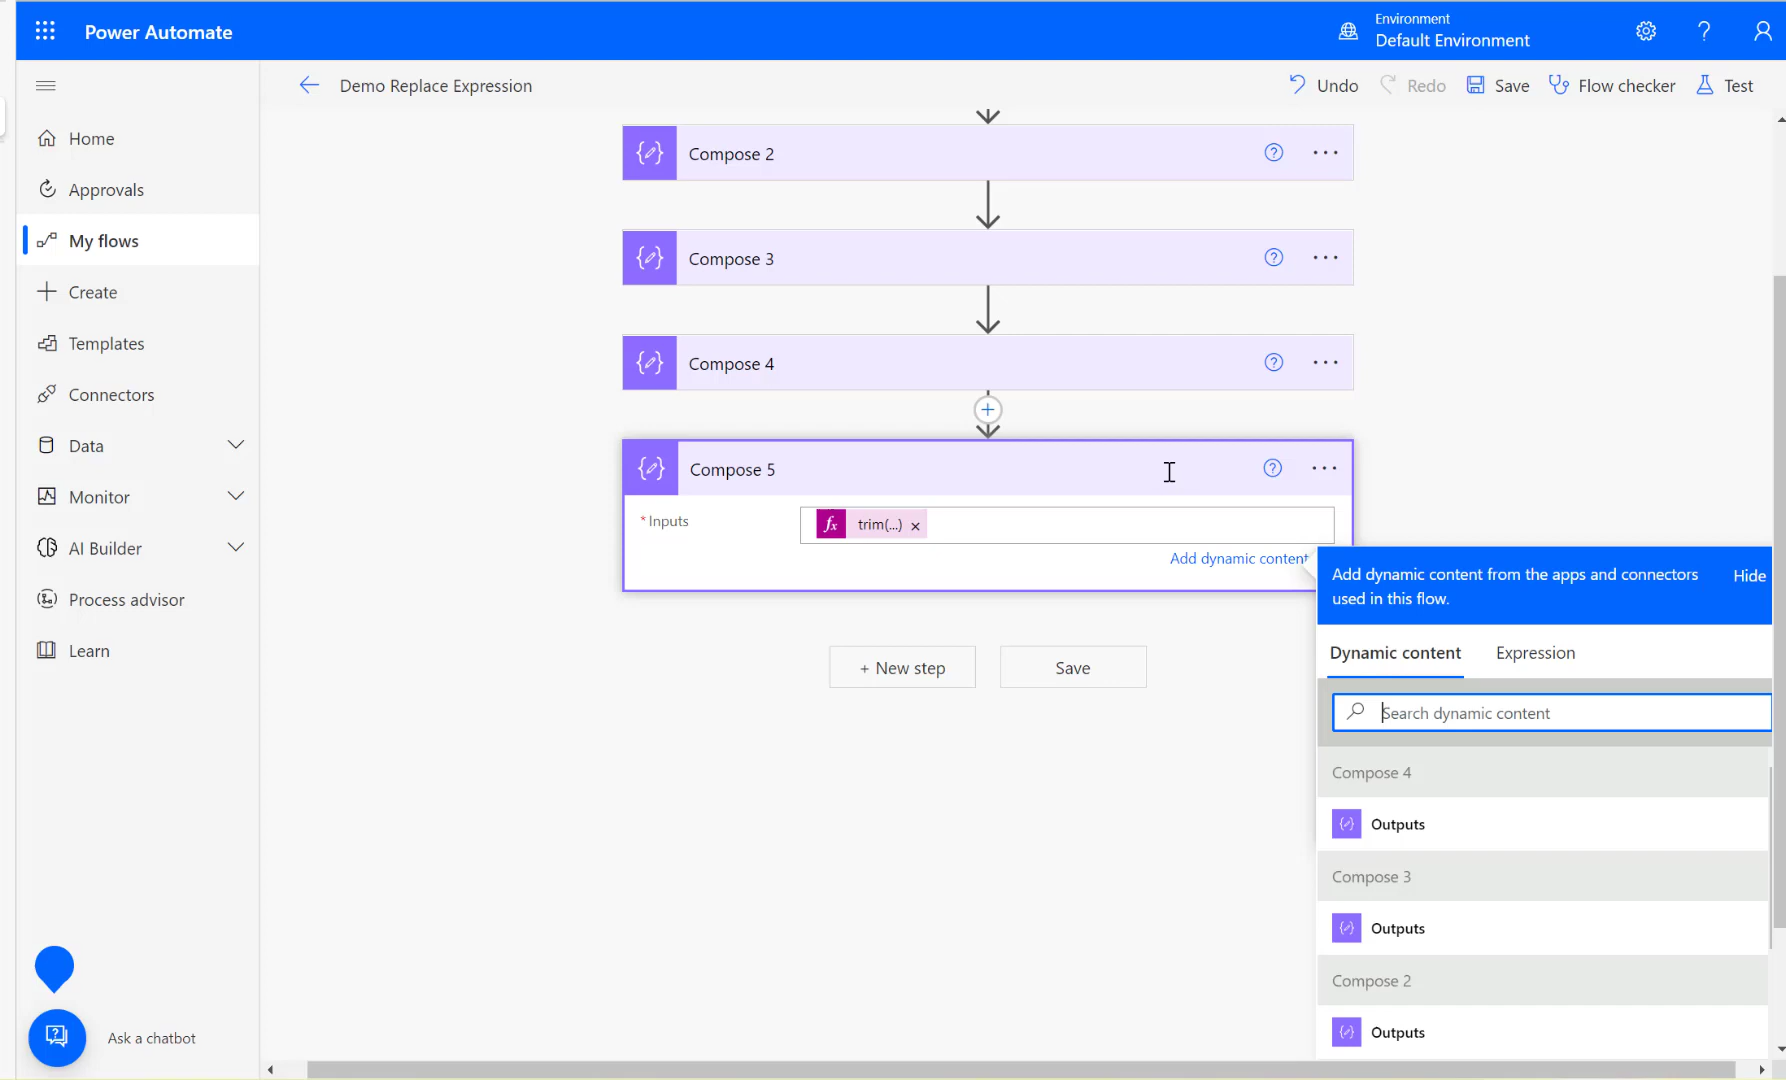 Power Automate
Environment
Default Environment
?
Demo Replace Expression
Undo
Redo
Save
Flow checker
Test
Home
Approvals
My flows
Create
Templates
Connectors
Data
Monitor
AI Builder
Process advisor
Learn
Ask a chatbot
Compose 2
?
...
Compose 3
?
...
Compose 4
?
...
Compose 5
?
...
* Inputs
fx trim(...) ×
Add dynamic content
+ New step
Save
Add dynamic content from the apps and connectors
used in this flow.
Hide
Dynamic content
Expression
Search dynamic content
Compose 4
Outputs
Compose 3
Outputs
Compose 2
Outputs